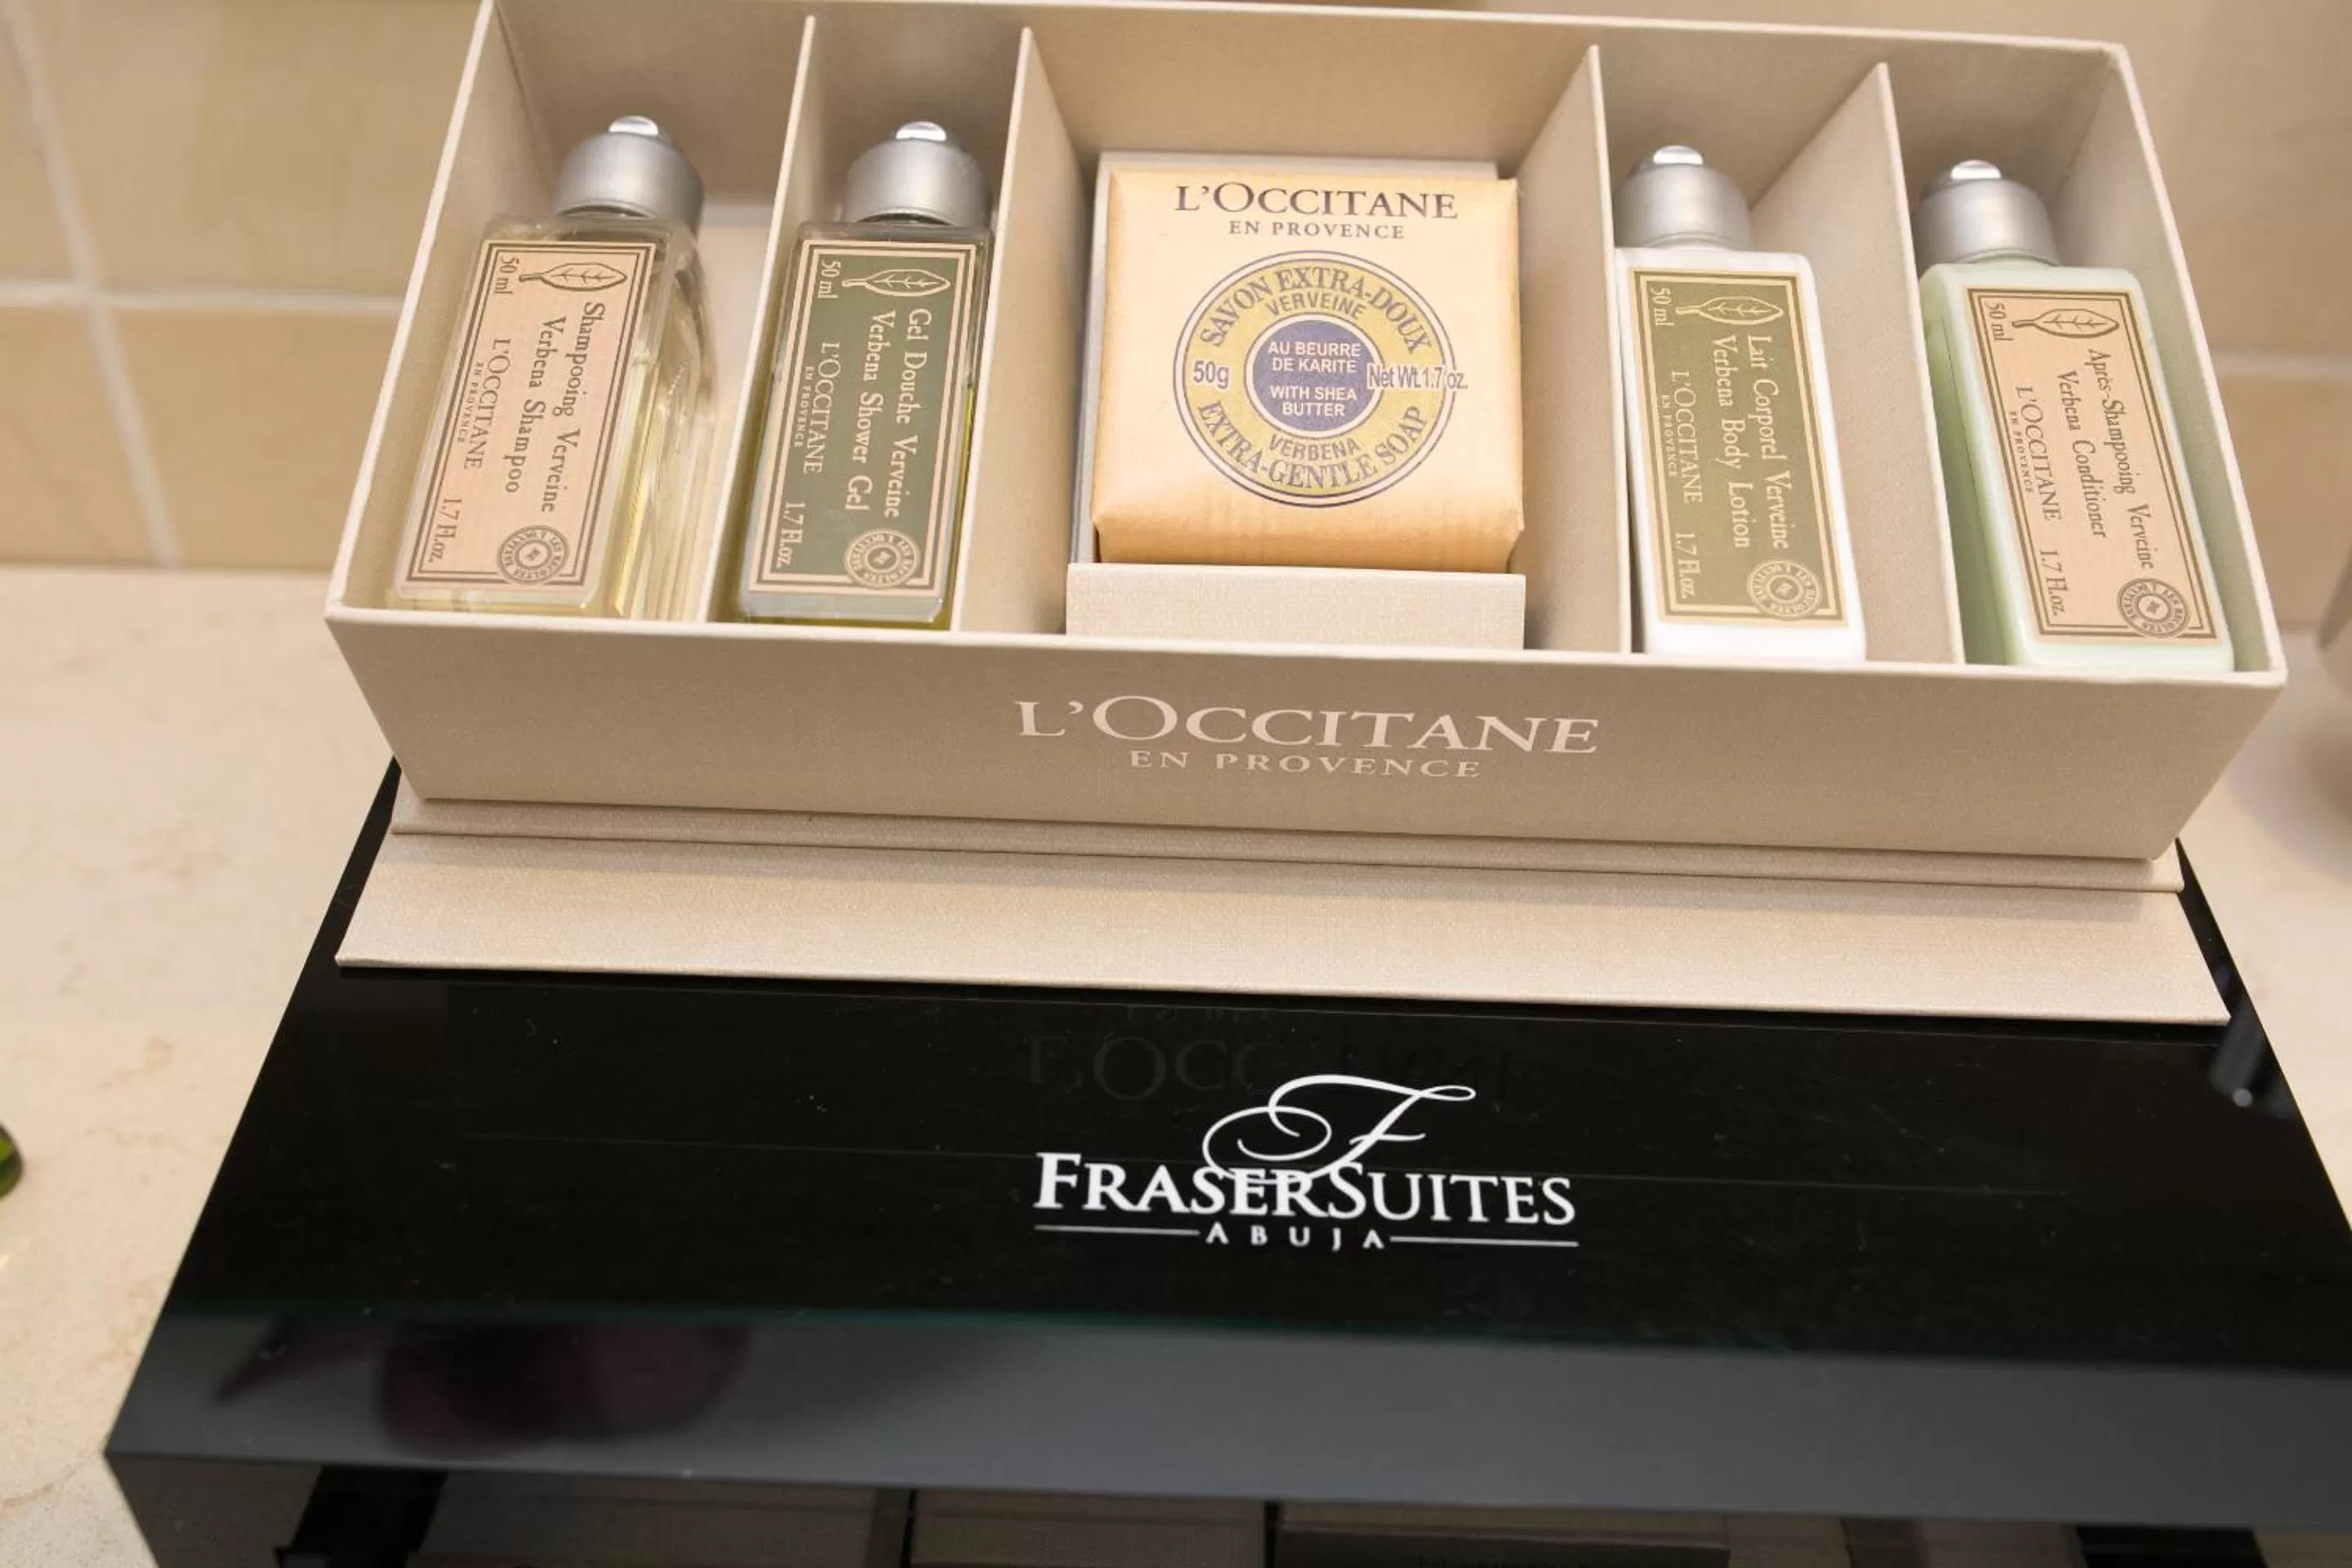 Shampooing Verveine
Verbena Shampoo
L'OCCITANE
EN PROVENCE
50 ml
1.7 Fl.oz.
Gel Douche Verveine
Verbena Shower Gel
L'OCCITANE
EN PROVENCE
50 ml
1.7 Fl.oz.
L'OCCITANE
EN PROVENCE
SAVON EXTRA-DOUX
VERVEINE
AU BEURRE
DE KARITE
50g
Net Wt.1.7 oz.
WITH SHEA
BUTTER
VERBENA
EXTRA-GENTLE SOAP
Lait Corporel Verveine
Verbena Body Lotion
L'OCCITANE
EN PROVENCE
50 ml
1.7 Fl.oz.
Après-Shampooing Verveine
Verbena Conditioner
L'OCCITANE
EN PROVENCE
50 ml
1.7 Fl.oz.
L'OCCITANE
EN PROVENCE
F
FRASER SUITES
ABUJA